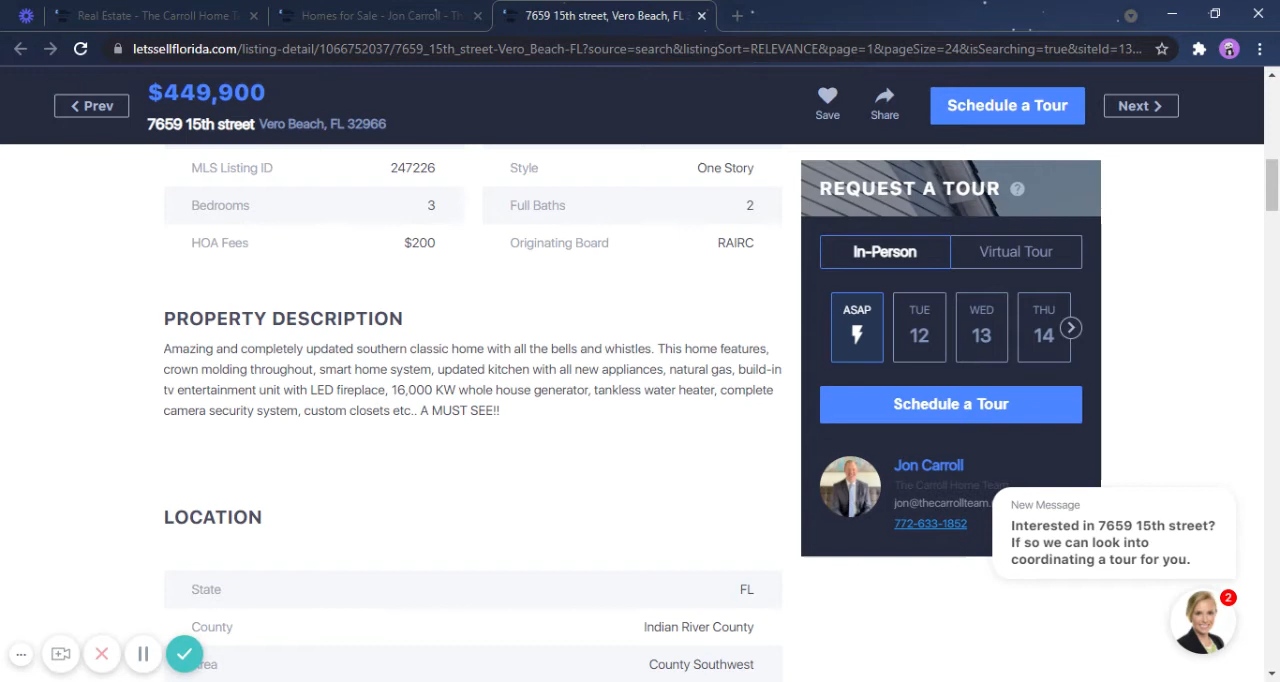 Real Estate - The Carroll Home T
Homes for Sale - Jon Carroll - Th
7659 15th street, Vero Beach, FL
letssellflorida.com/listing-detail/1066752037/7659_15th_street-Vero_Beach-FL?source=search&listingSort=RELEVANCE&page=1&pageSize=24&isSearching=true&siteId=13...
Prev
$449,900
7659 15th street Vero Beach, FL 32966
Save
Share
Schedule a Tour
Next
MLS Listing ID 247226
Style One Story
Bedrooms 3
Full Baths 2
HOA Fees $200
Originating Board RAIRC
PROPERTY DESCRIPTION
Amazing and completely updated southern classic home with all the bells and whistles. This home features,
crown molding throughout, smart home system, updated kitchen with all new appliances, natural gas, build-in
tv entertainment unit with LED fireplace, 16,000 KW whole house generator, tankless water heater, complete
camera security system, custom closets etc.. A MUST SEE!!
LOCATION
State FL
County Indian River County
rea County Southwest
REQUEST A TOUR ?
In-Person
Virtual Tour
ASAP
TUE
12
WED
13
THU
14
Schedule a Tour
Jon Carroll
The Carroll Home Team
jon@thecarrollteam.
772-633-1852
New Message
Interested in 7659 15th street?
If so we can look into
coordinating a tour for you.
2